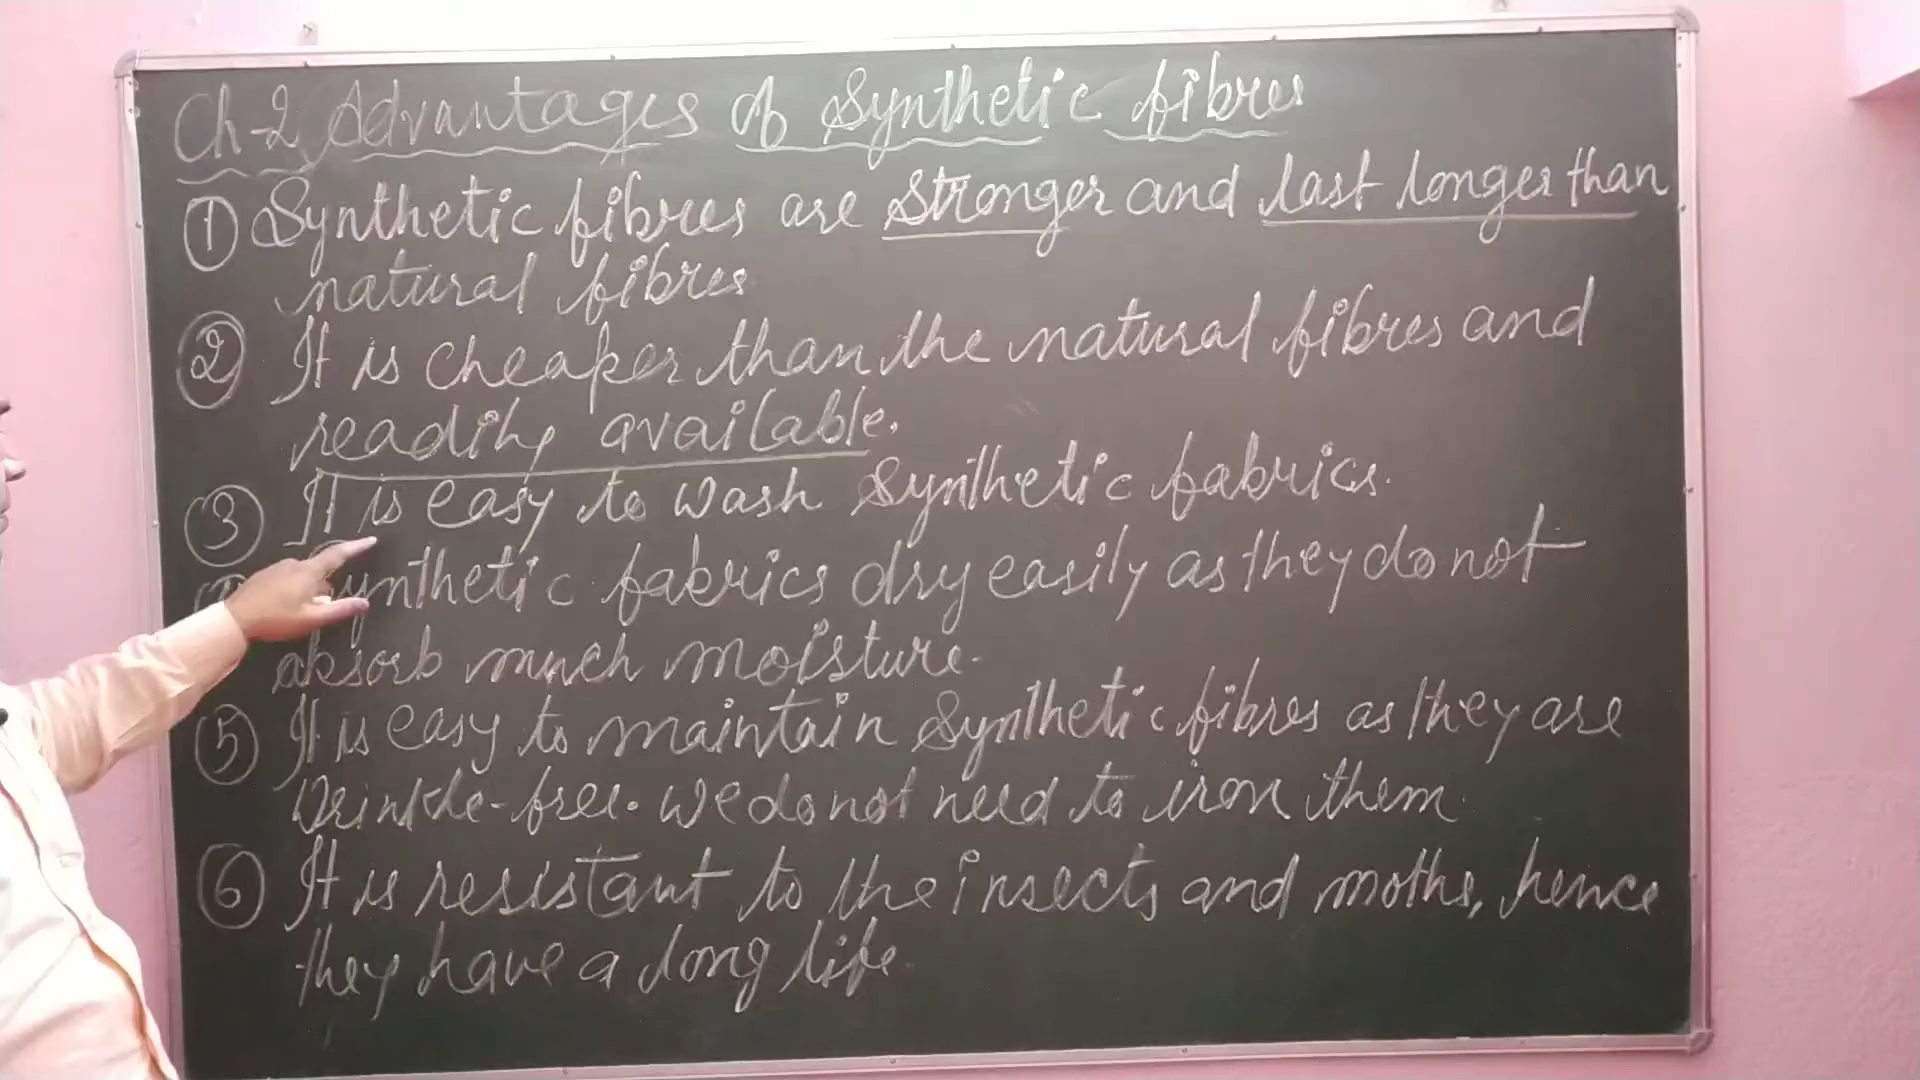 Ch-2 Advantages of Synthetic fibres
① Synthetic fibres are stronger and last longer than
natural fibres
② It is cheaper than the natural fibres and
readily available.
③ It is easy to wash Synthetic fabrics.
Synthetic fabrics dry easily as they do not
absorb much moisture.
⑤ It is easy to maintain Synthetic fibres as they are
Wrinkle-free. We do not need to iron them.
⑥ It is resistant to the insects and moths, hence
they have a long life.